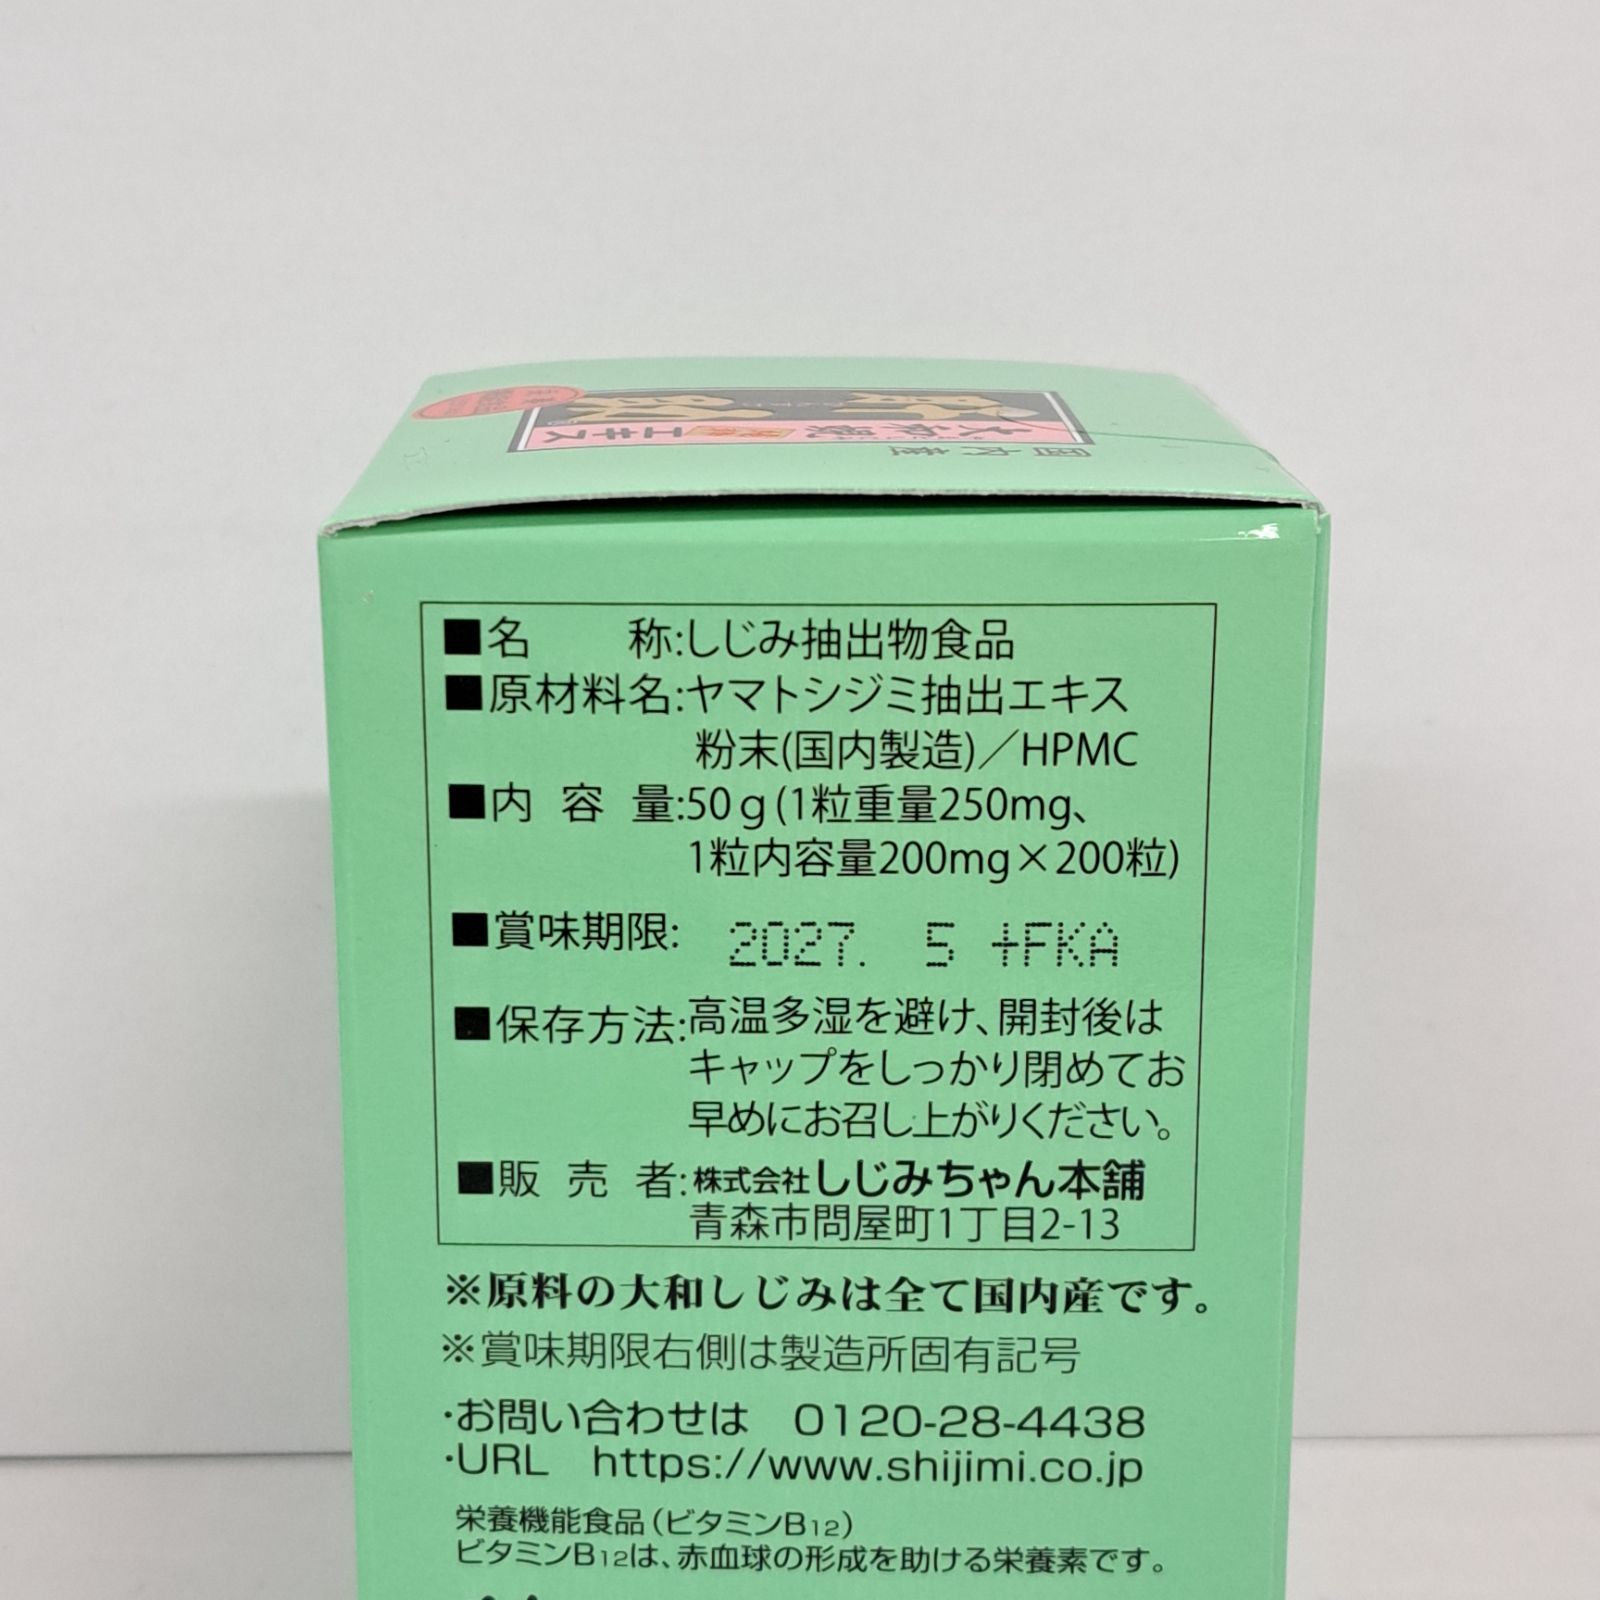 国内産
大和蜆
エキス
■名　　称:しじみ抽出物食品
■原材料名:ヤマトシジミ抽出エキス
粉末(国内製造)／HPMC
■内 容 量:50g(1粒重量250mg、
1粒内容量200mg×200粒)
■賞味期限: 2027. 5 +FKA
■保存方法:高温多湿を避け、開封後は
キャップをしっかり閉めてお
早めにお召し上がりください。
■販 売 者:株式会社しじみちゃん本舗
青森市問屋町1丁目2-13
※原料の大和しじみは全て国内産です。
※賞味期限右側は製造所固有記号
・お問い合わせは　0120-28-4438
・URL　https://www.shijimi.co.jp
栄養機能食品(ビタミンB12)
ビタミンB12は、赤血球の形成を助ける栄養素です。